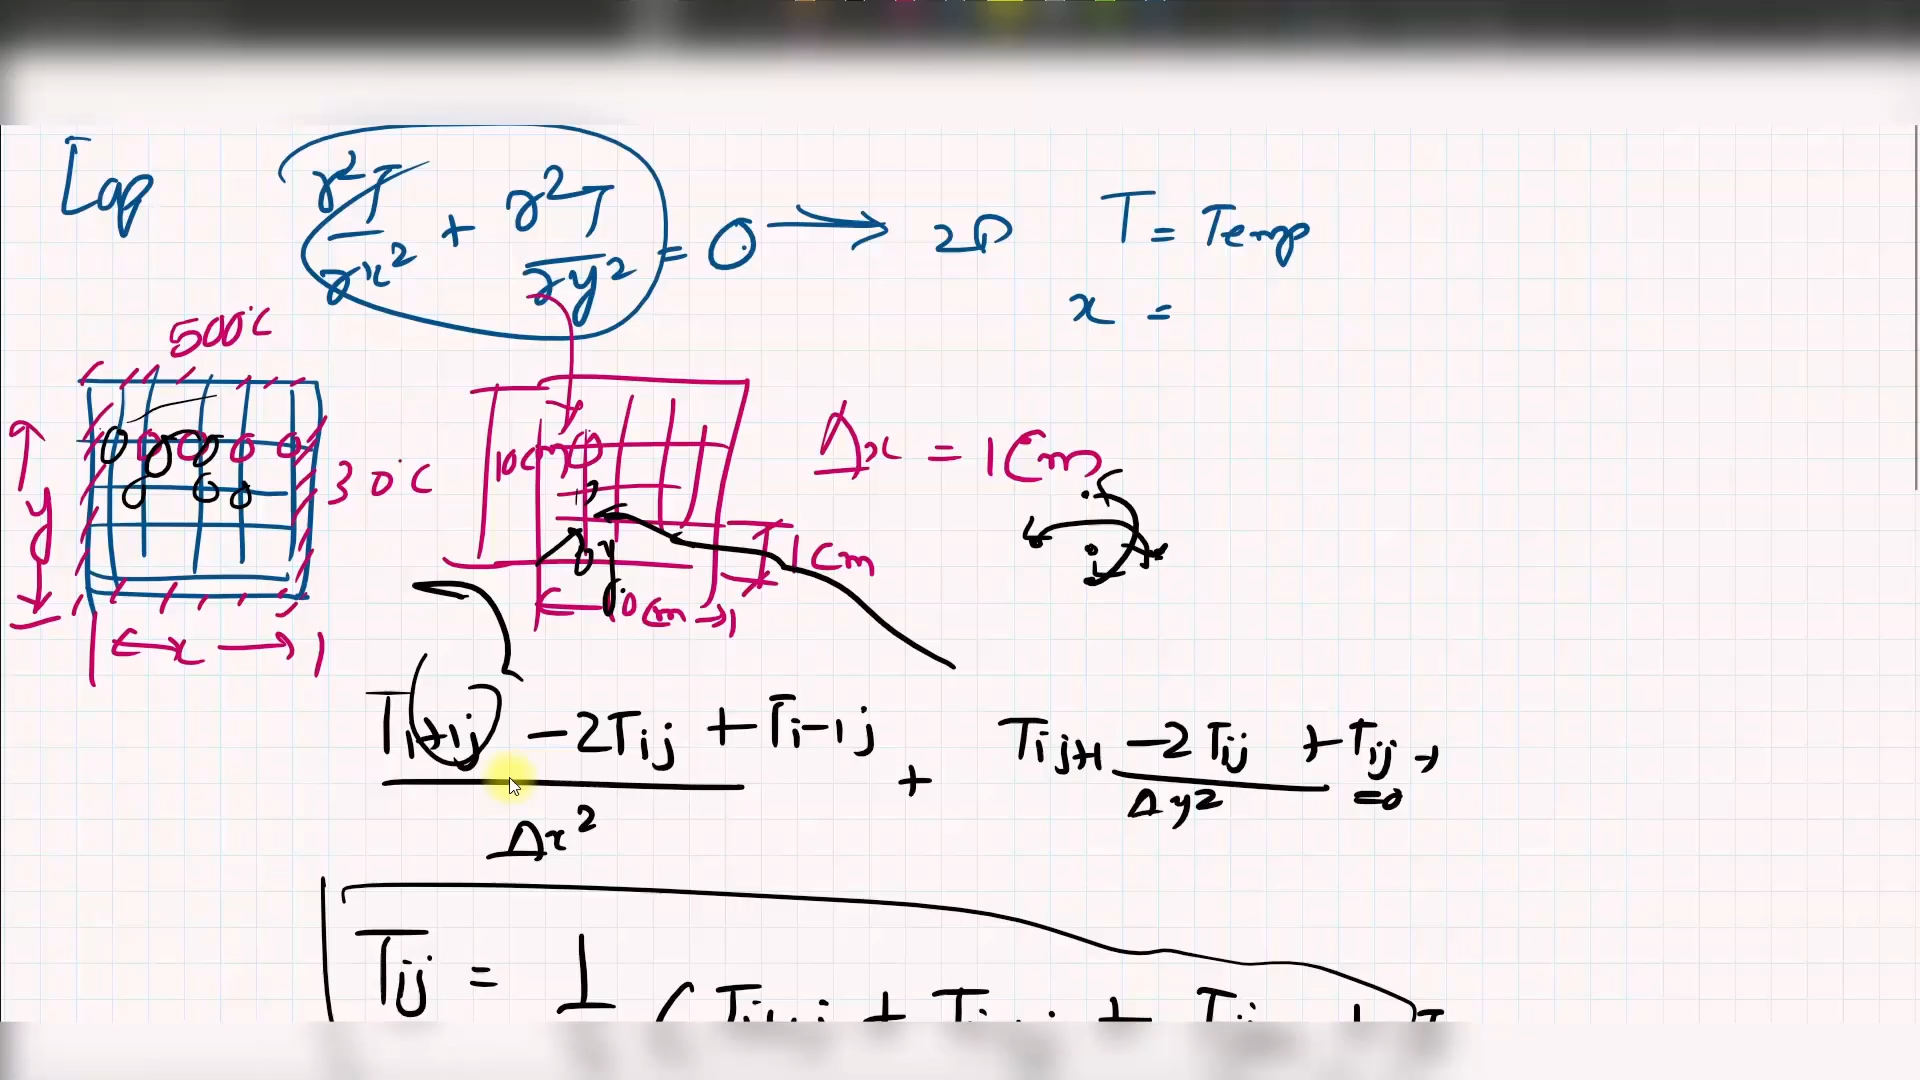 Lap ∂²T/∂x² + ∂²T/∂y² = 0 → 2D T = Temp
x =
500°C
10cm Δx = 1cm
30°C
y
1cm
10cm
x
Ti+1j -2Tij +Ti-1j / Δx² + Tij+1 -2Tij +Tij-1 / Δy² =0
Tij = 1